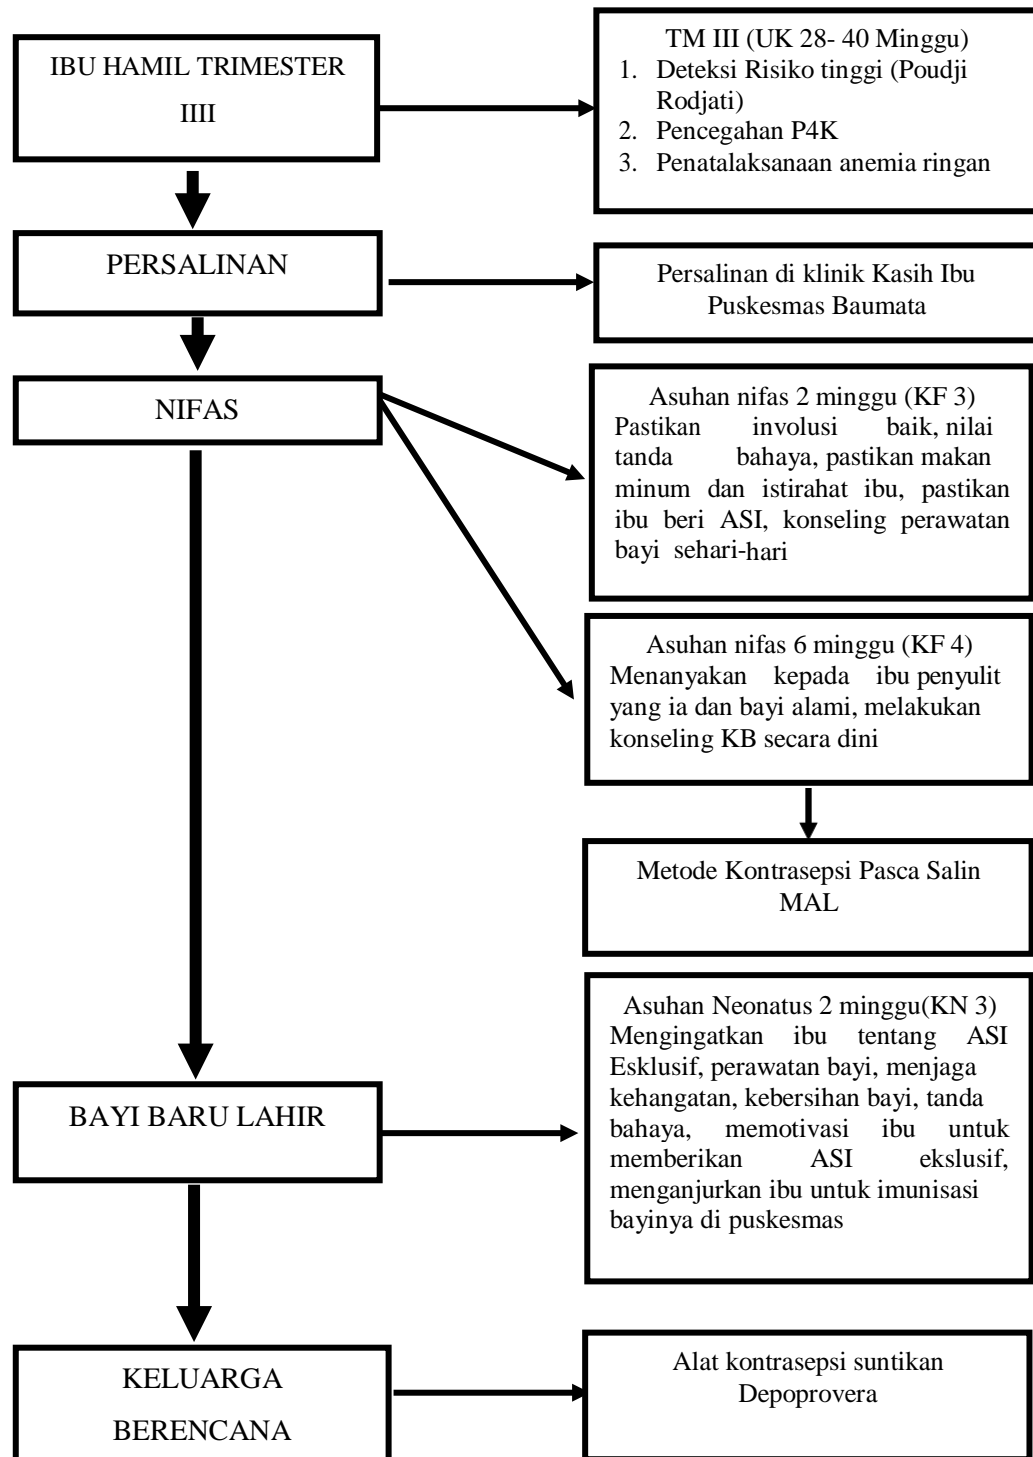 IBU HAMIL TRIMESTER
IIII
TM III (UK 28- 40 Minggu)
1. Deteksi Risiko tinggi (Poudji
Rodjati)
2. Pencegahan P4K
3. Penatalaksanaan anemia ringan
PERSALINAN
Persalinan di klinik Kasih Ibu
Puskesmas Baumata
NIFAS
Asuhan nifas 2 minggu (KF 3)
Pastikan involusi baik, nilai
tanda bahaya, pastikan makan
minum dan istirahat ibu, pastikan
ibu beri ASI, konseling perawatan
bayi sehari-hari
Asuhan nifas 6 minggu (KF 4)
Menanyakan kepada ibu penyulit
yang ia dan bayi alami, melakukan
konseling KB secara dini
Metode Kontrasepsi Pasca Salin
MAL
BAYI BARU LAHIR
Asuhan Neonatus 2 minggu(KN 3)
Mengingatkan ibu tentang ASI
Esklusif, perawatan bayi, menjaga
kehangatan, kebersihan bayi, tanda
bahaya, memotivasi ibu untuk
memberikan ASI ekslusif,
menganjurkan ibu untuk imunisasi
bayinya di puskesmas
KELUARGA
BERENCANA
Alat kontrasepsi suntikan
Depoprovera